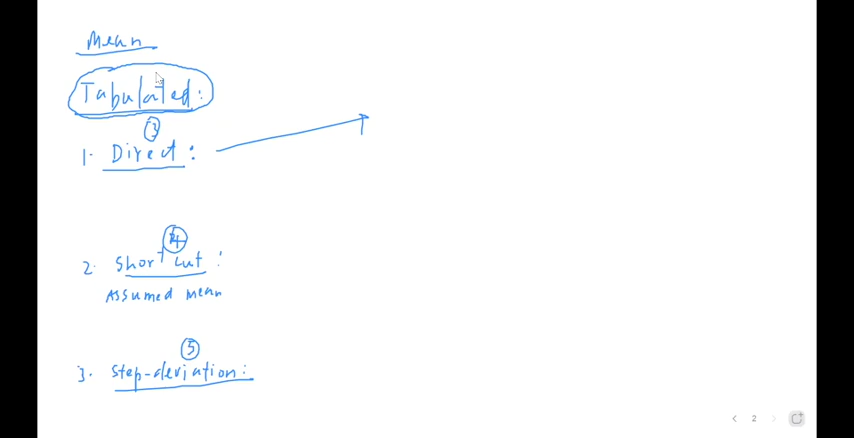 Mean
Tabulated:
3
1. Direct:
4
2. Short cut:
Assumed mean
5
3. Step-deviation:
2